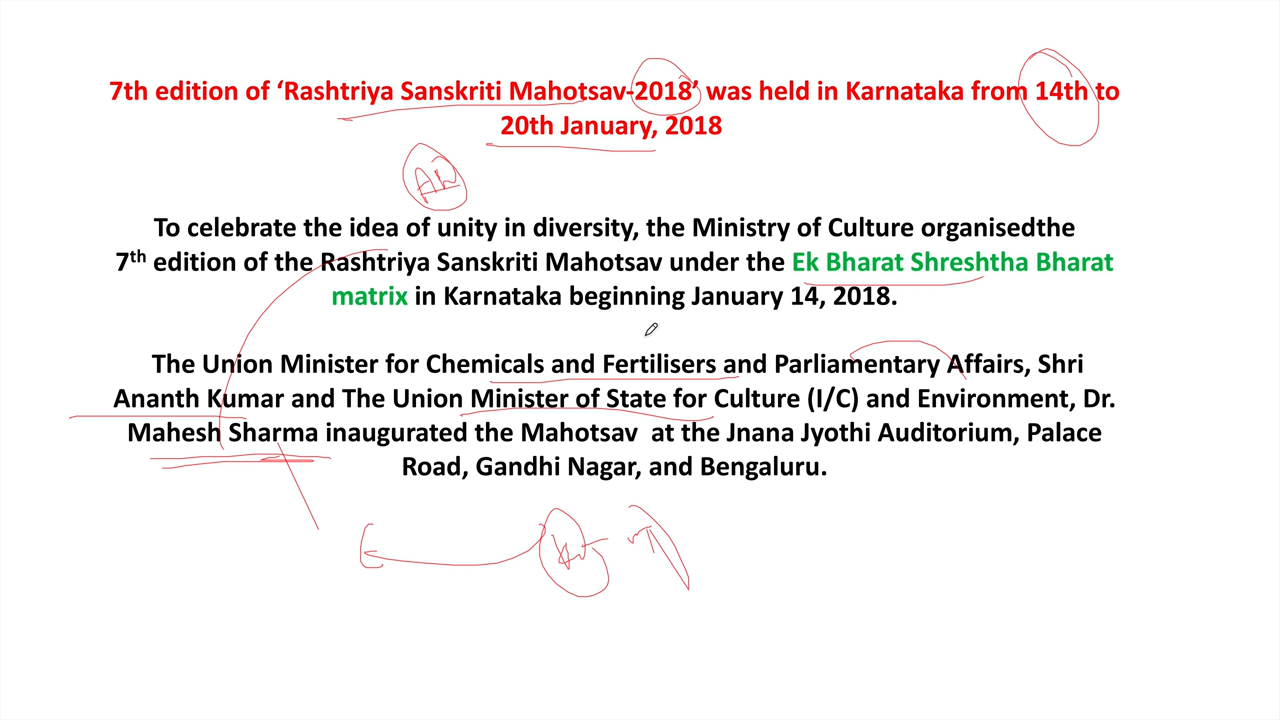 7th edition of ‘Rashtriya Sanskriti Mahotsav-2018’ was held in Karnataka from 14th to
20th January, 2018
To celebrate the idea of unity in diversity, the Ministry of Culture organisedthe
7th edition of the Rashtriya Sanskriti Mahotsav under the Ek Bharat Shreshtha Bharat
matrix in Karnataka beginning January 14, 2018.
The Union Minister for Chemicals and Fertilisers and Parliamentary Affairs, Shri
Ananth Kumar and The Union Minister of State for Culture (I/C) and Environment, Dr.
Mahesh Sharma inaugurated the Mahotsav at the Jnana Jyothi Auditorium, Palace
Road, Gandhi Nagar, and Bengaluru.